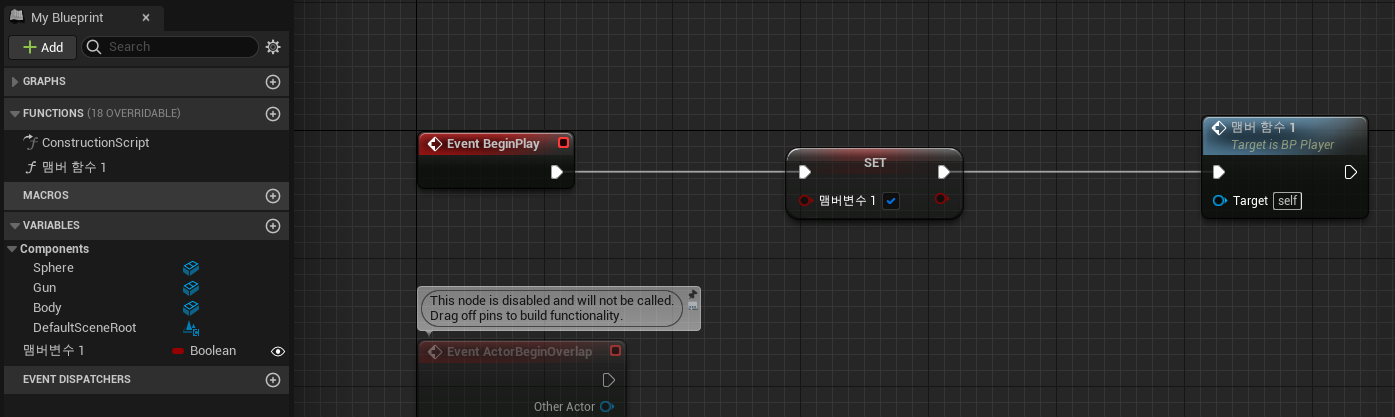 My Blueprint
Add
Search
GRAPHS
FUNCTIONS (18 OVERRIDABLE)
ConstructionScript
맴버 함수 1
MACROS
VARIABLES
Components
Sphere
Gun
Body
DefaultSceneRoot
맴버변수 1 Boolean
EVENT DISPATCHERS
Event BeginPlay
SET
맴버변수 1
맴버 함수 1
Target is BP Player
Target self
This node is disabled and will not be called.
Drag off pins to build functionality.
Event ActorBeginOverlap
Other Actor